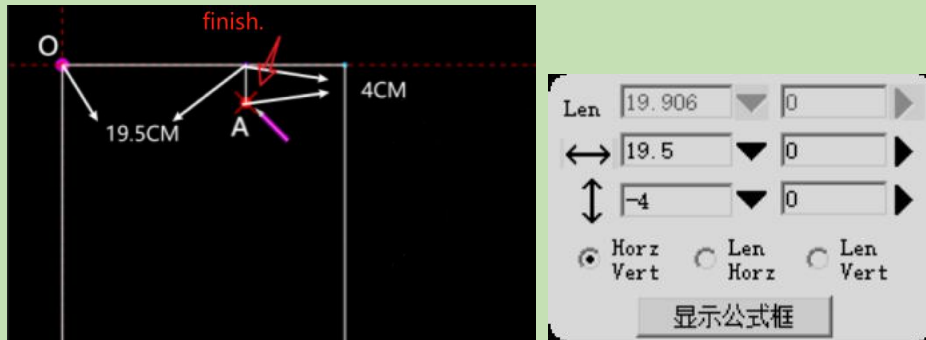 finish.
O
4CM
A
19.5CM
Len 19.906 0
19.5 0
-4 0
Horz Vert
Len Horz
Len Vert
显示公式框